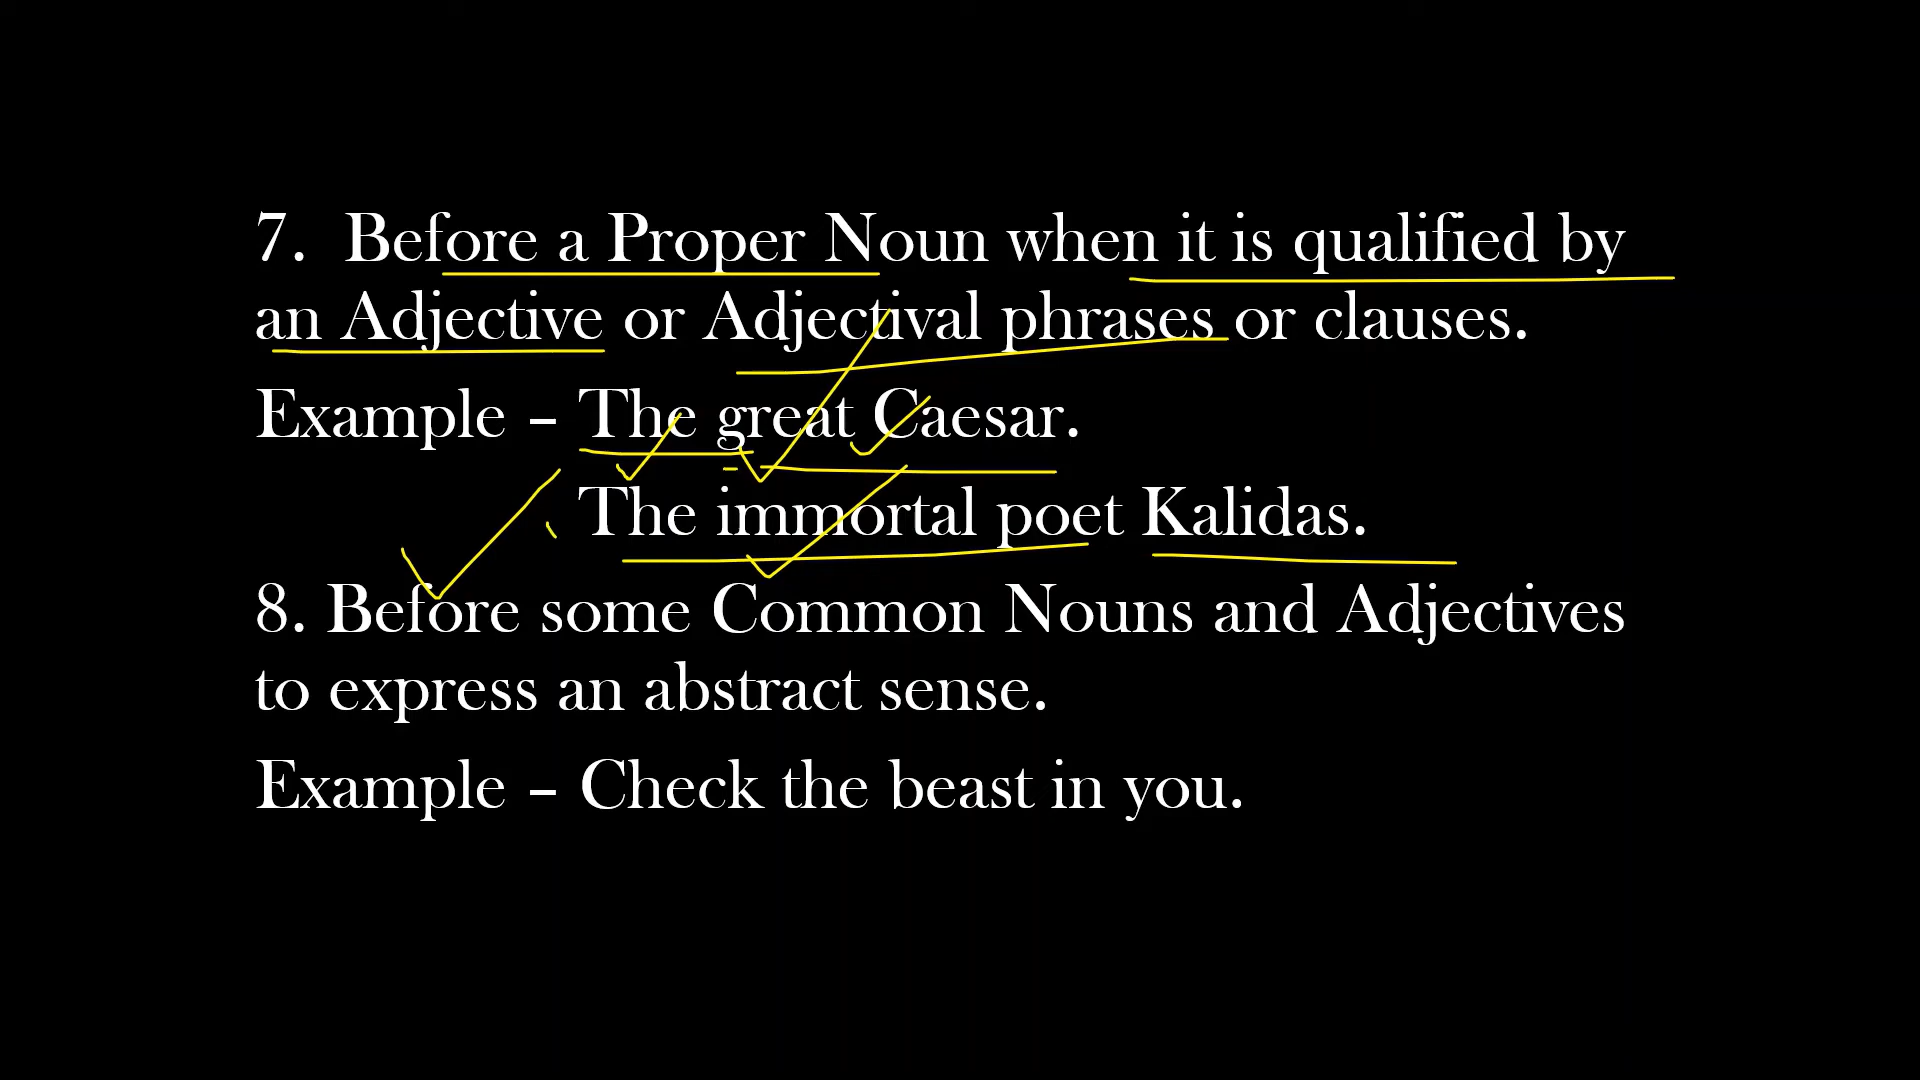 7. Before a Proper Noun when it is qualified by
an Adjective or Adjectival phrases or clauses.
Example – The great Caesar.
The immortal poet Kalidas.
8. Before some Common Nouns and Adjectives
to express an abstract sense.
Example – Check the beast in you.